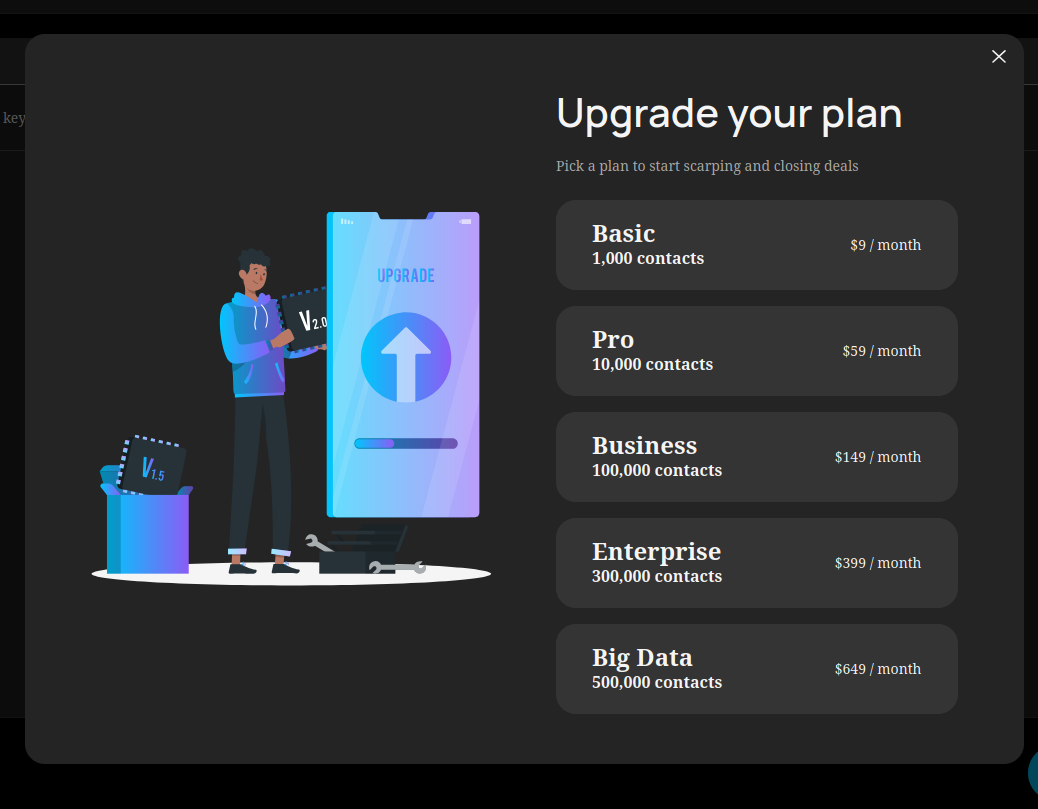 key
Upgrade your plan
Pick a plan to start scarping and closing deals
UPGRADE
V2.0
V1.5
Basic
1,000 contacts
$9 / month
Pro
10,000 contacts
$59 / month
Business
100,000 contacts
$149 / month
Enterprise
300,000 contacts
$399 / month
Big Data
500,000 contacts
$649 / month